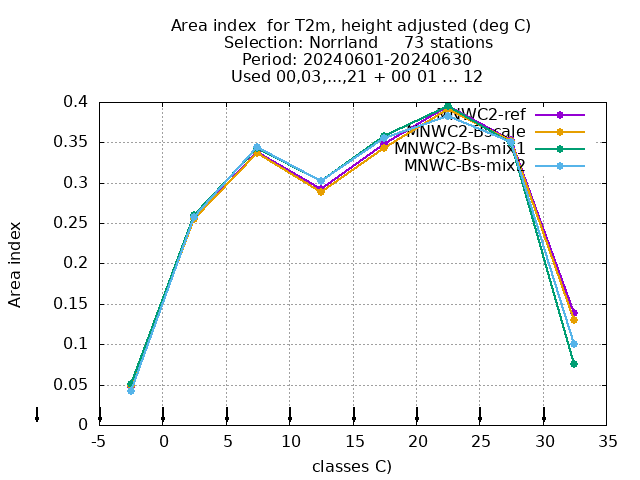 Area index  for T2m, height adjusted (deg C)
Selection: Norrland     73 stations
Period: 20240601-20240630
Used 00,03,...,21 + 00 01 ... 12
MNWC2-ref
MNWC2-Bscale
MNWC2-Bs-mix1
MNWC-Bs-mix2
Area index
0.4
0.35
0.3
0.25
0.2
0.15
0.1
0.05
0
-5 0 5 10 15 20 25 30 35
classes C)